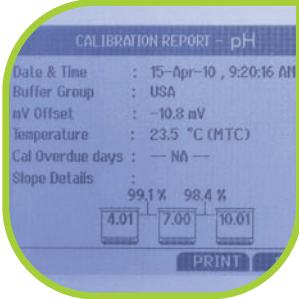 CALIBRATION REPORT - pH
Date & Time : 15-Apr-10 , 9:20:16 AM
Buffer Group : USA
mV Offset : -10.8 mV
Temperature : 23.5 °C (MTC)
Cal Overdue days : -- NA --
Slope Details :
99.1 % 98.4 %
4.01 7.00 10.01
PRINT